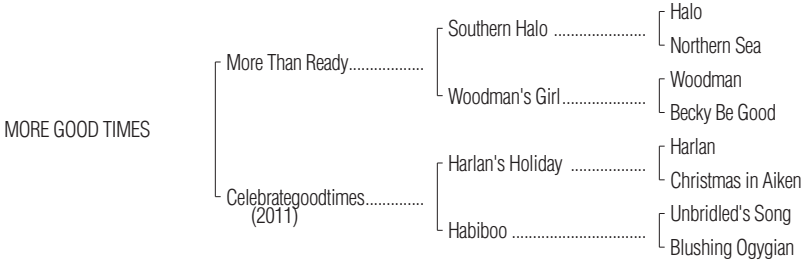 Halo
Southern Halo ......................
Northern Sea
More Than Ready..................
Woodman
Woodman's Girl....................
Becky Be Good
MORE GOOD TIMES
Harlan
Harlan's Holiday ..................
Christmas in Aiken
Celebrategoodtimes..............
(2011)
Unbridled's Song
Habiboo ................................
Blushing Ogygian